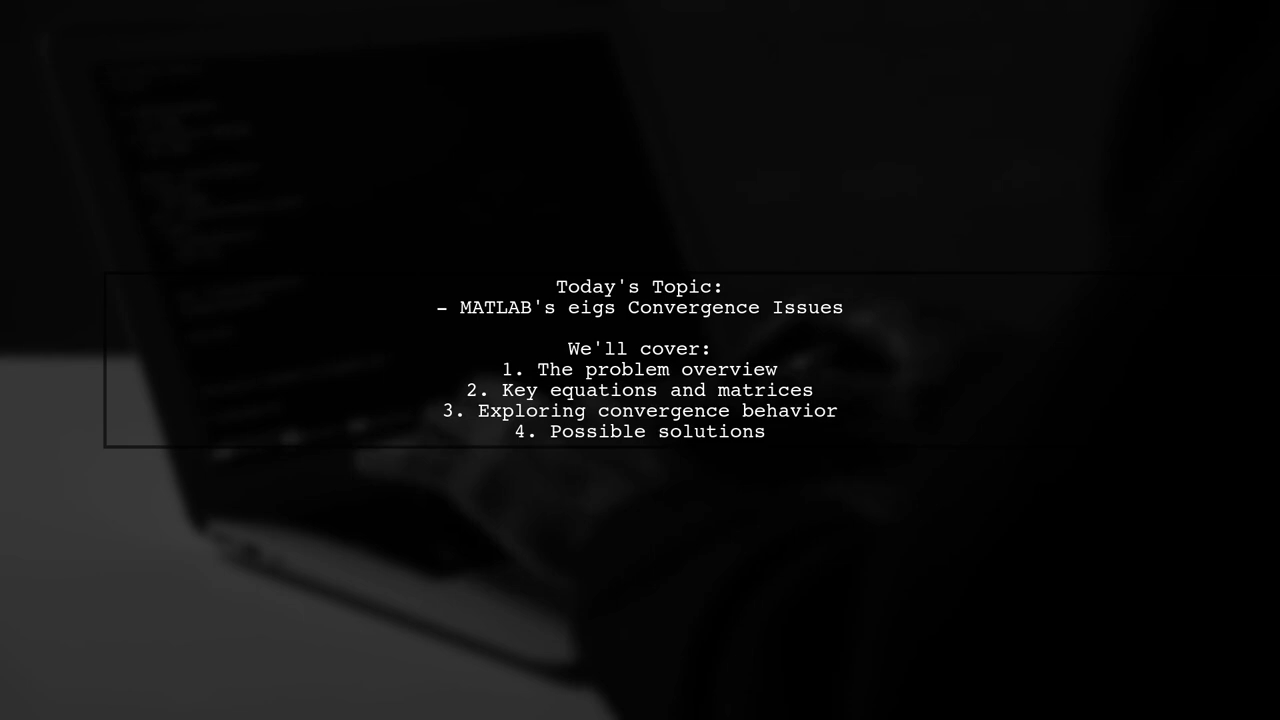 Today's Topic:
– MATLAB's eigs Convergence Issues
We'll cover:
1. The problem overview
2. Key equations and matrices
3. Exploring convergence behavior
4. Possible solutions